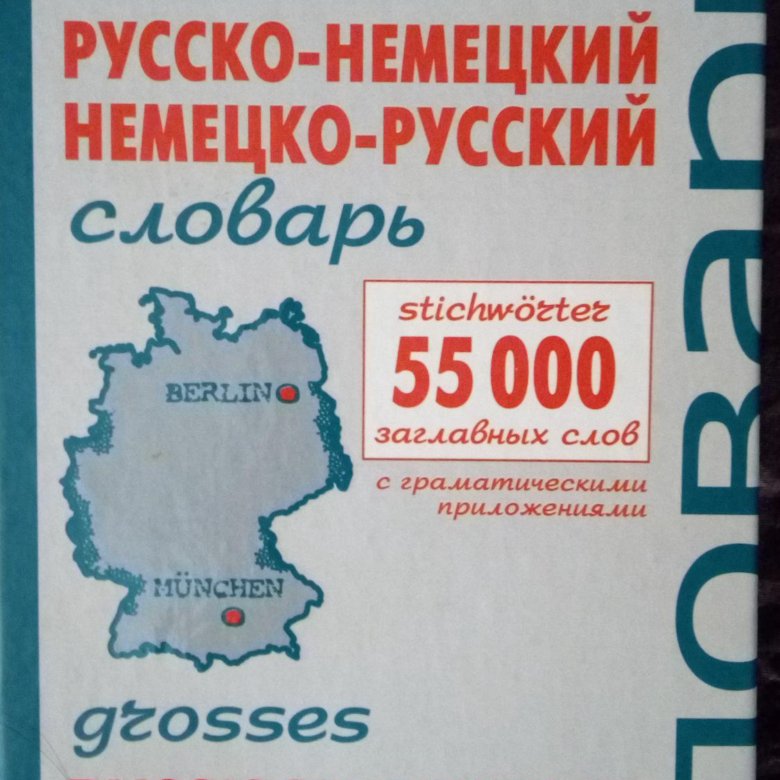 РУССКО-НЕМЕЦКИЙ
НЕМЕЦКО-РУССКИЙ
словарь
stichwörter
55 000
заглавных слов
с граматическими
приложениями
BERLIN
MÜNCHEN
grosses